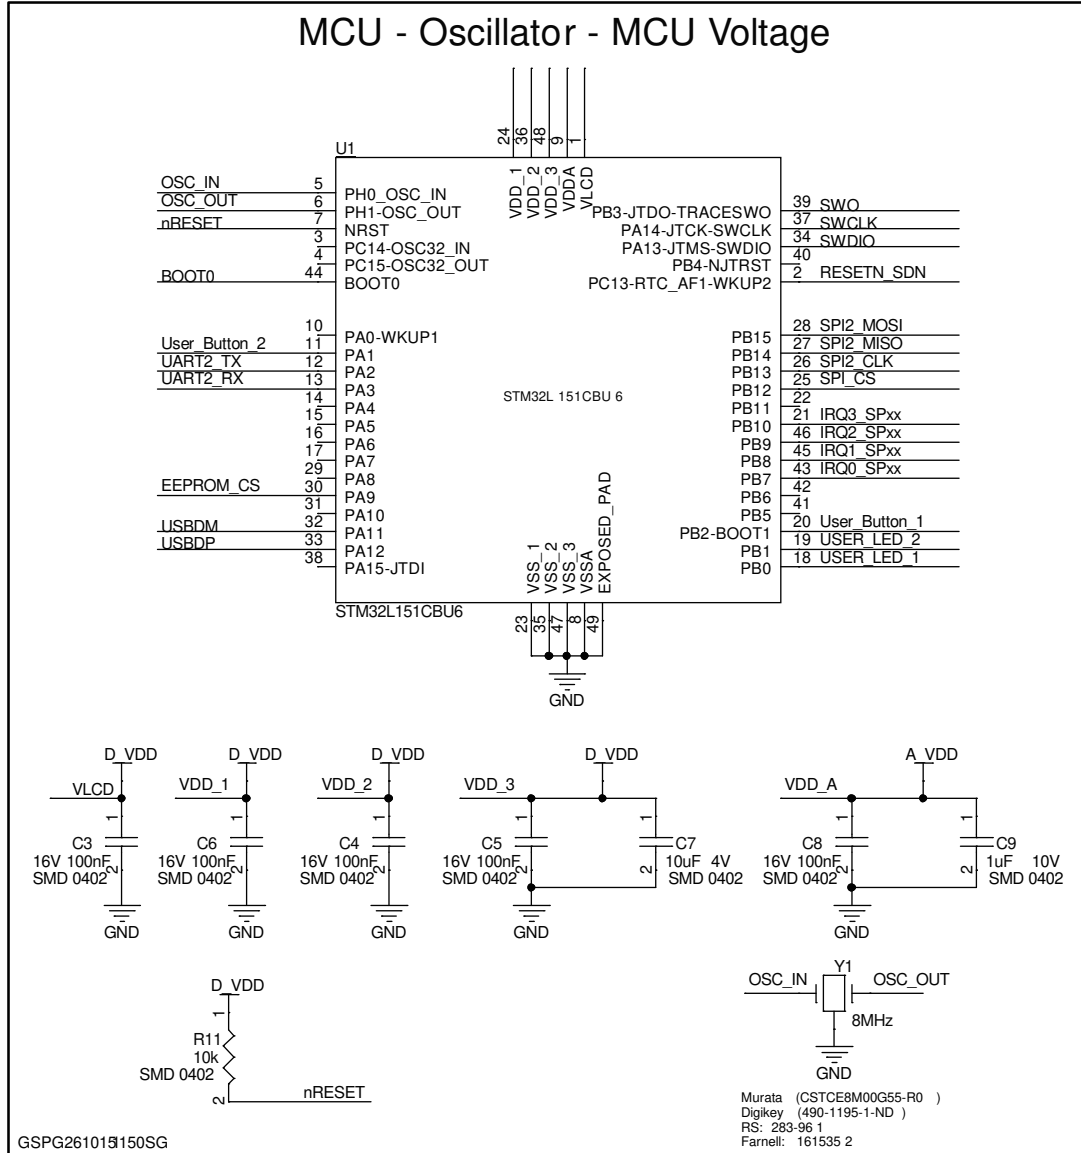 MCU - Oscillator - MCU Voltage
24 36 48 9 1
U1
VDD_1 VDD_2 VDD_3 VDDA VLCD
OSC_IN 5 PH0_OSC_IN
OSC_OUT 6 PH1-OSC_OUT
nRESET 7 NRST
3 PC14-OSC32_IN
4 PC15-OSC32_OUT
BOOT0 44 BOOT0
PB3-JTDO-TRACESWO 39 SWO
PA14-JTCK-SWCLK 37 SWCLK
PA13-JTMS-SWDIO 34 SWDIO
PB4-NJTRST 40
PC13-RTC_AF1-WKUP2 2 RESETN_SDN
10 PA0-WKUP1
User_Button_2 11 PA1
UART2_TX 12 PA2
UART2_RX 13 PA3
14 PA4
15 PA5
16 PA6
17 PA7
29 PA8
EEPROM_CS 30 PA9
31 PA10
USBDM 32 PA11
USBDP 33 PA12
38 PA15-JTDI
STM32L 151CBU 6
PB15 28 SPI2_MOSI
PB14 27 SPI2_MISO
PB13 26 SPI2_CLK
PB12 25 SPI_CS
PB11 22
PB10 21 IRQ3_SPxx
PB9 46 IRQ2_SPxx
PB8 45 IRQ1_SPxx
PB7 43 IRQ0_SPxx
PB6 42
PB5 41
PB2-BOOT1 20 User_Button_1
PB1 19 USER_LED_2
PB0 18 USER_LED_1
VSS_1 VSS_2 VSS_3 VSSA EXPOSED_PAD
STM32L151CBU6
23 35 47 8 49
GND
D_VDD D_VDD D_VDD D_VDD A_VDD
VLCD VDD_1 VDD_2 VDD_3 VDD_A
1 1 1 1 1 1 1
C3 C6 C4 C5 C7 C8 C9
16V 100nF 16V 100nF 16V 100nF 16V 100nF 10uF 4V 16V 100nF 1uF 10V
SMD 0402 SMD 0402 SMD 0402 SMD 0402 SMD 0402 SMD 0402 SMD 0402
2 2 2 2 2 2 2
GND GND GND GND GND
D_VDD
1
R11
10k
SMD 0402
2 nRESET
Y1
OSC_IN OSC_OUT
8MHz
GND
Murata (CSTCE8M00G55-R0 )
Digikey (490-1195-1-ND )
RS: 283-96 1
Farnell: 161535 2